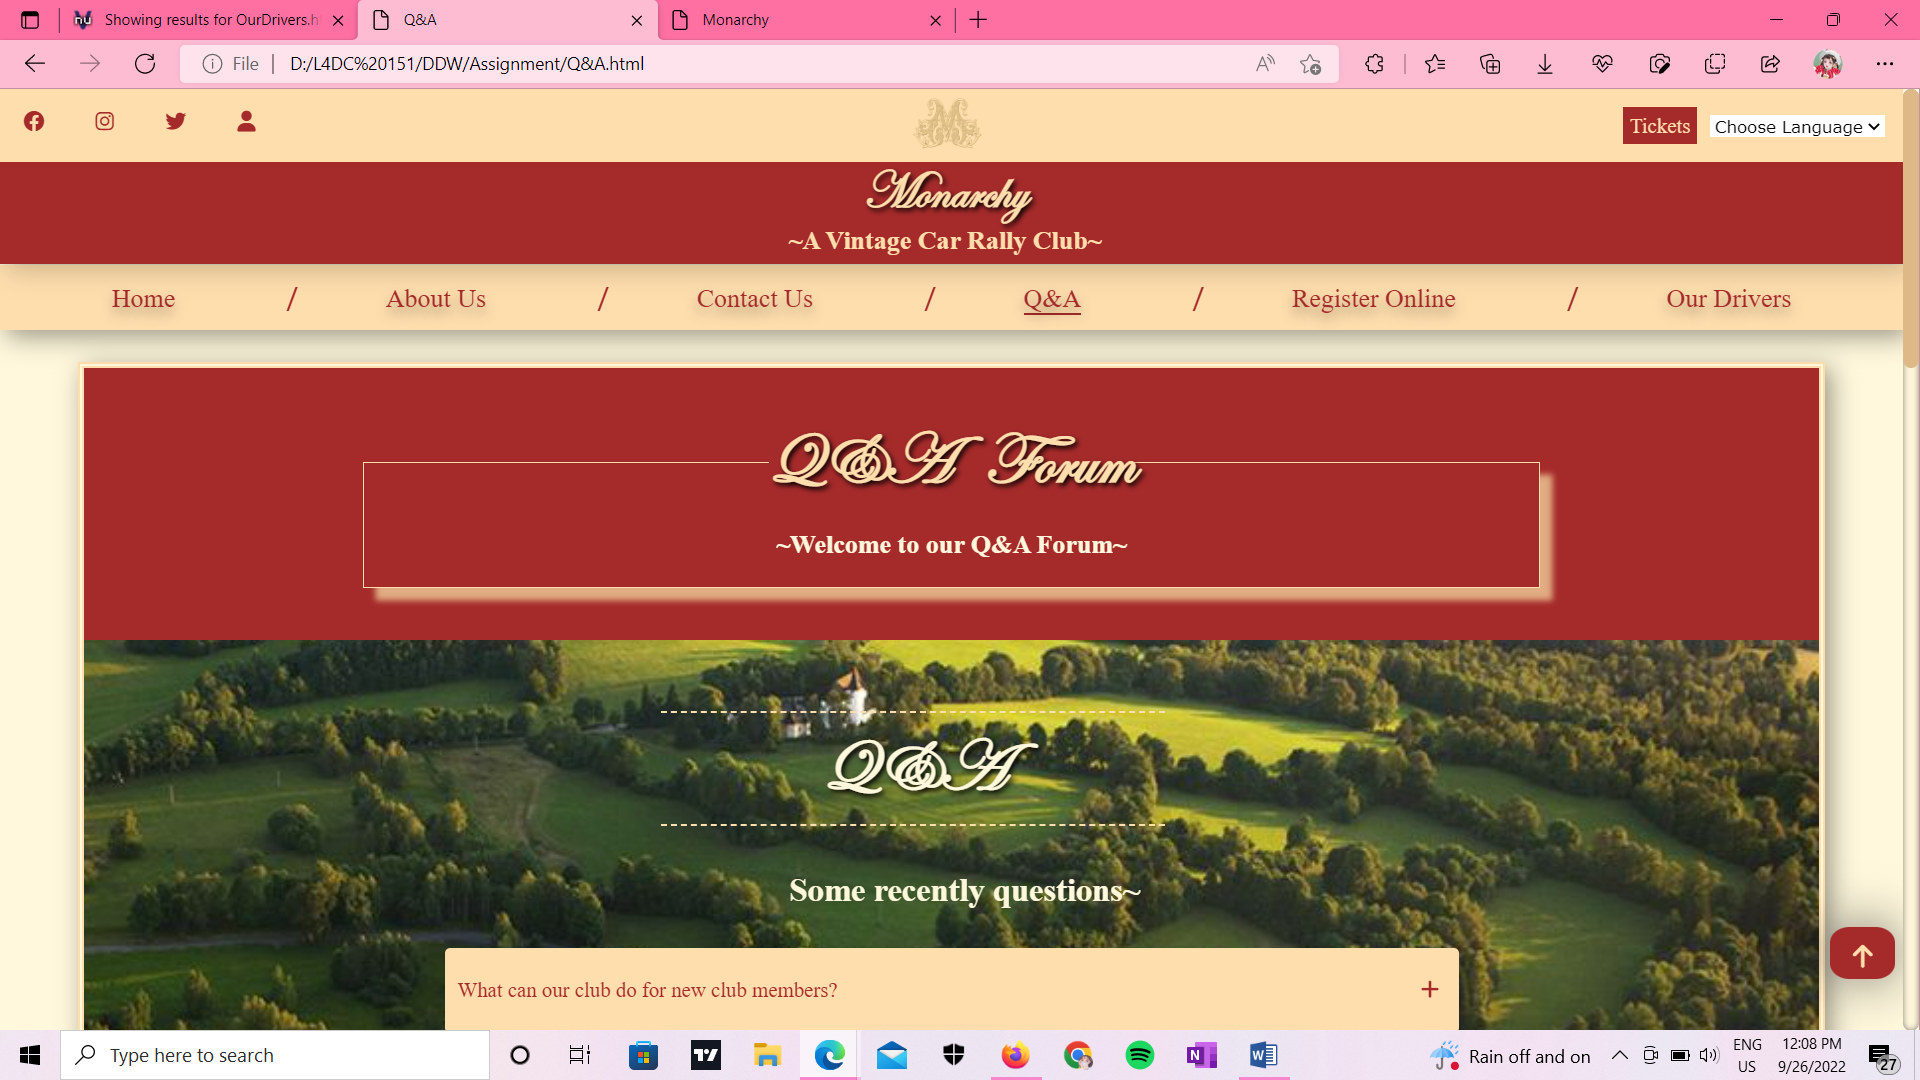 Showing results for OurDrivers.h
Q&A
Monarchy
File
D:/L4DC%20151/DDW/Assignment/Q&A.html
Tickets
Choose Language
Monarchy
~A Vintage Car Rally Club~
Home / About Us / Contact Us / Q&A / Register Online / Our Drivers
Q&A Forum
~Welcome to our Q&A Forum~
Q&A
Some recently questions~
What can our club do for new club members?
Type here to search
Rain off and on
ENG
US
12:08 PM
9/26/2022
27